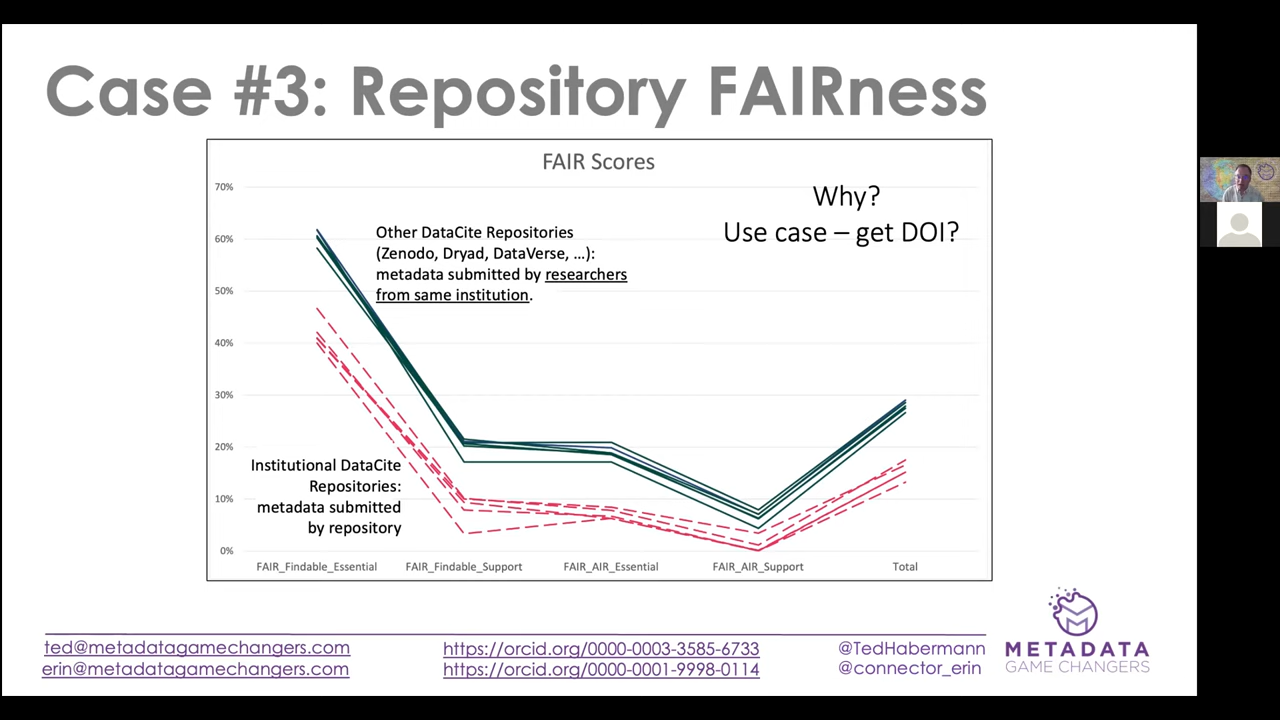 Case #3: Repository FAIRness
FAIR Scores
Why?
Use case – get DOI?
Other DataCite Repositories
(Zenodo, Dryad, DataVerse, …):
metadata submitted by researchers
from same institution.
Institutional DataCite
Repositories:
metadata submitted
by repository
70%
60%
50%
40%
30%
20%
10%
0%
FAIR_Findable_Essential
FAIR_Findable_Support
FAIR_AIR_Essential
FAIR_AIR_Support
Total
ted@metadatagamechangers.com
erin@metadatagamechangers.com
https://orcid.org/0000-0003-3585-6733
https://orcid.org/0000-0001-9998-0114
@TedHabermann
@connector_erin
METADATA
GAME CHANGERS